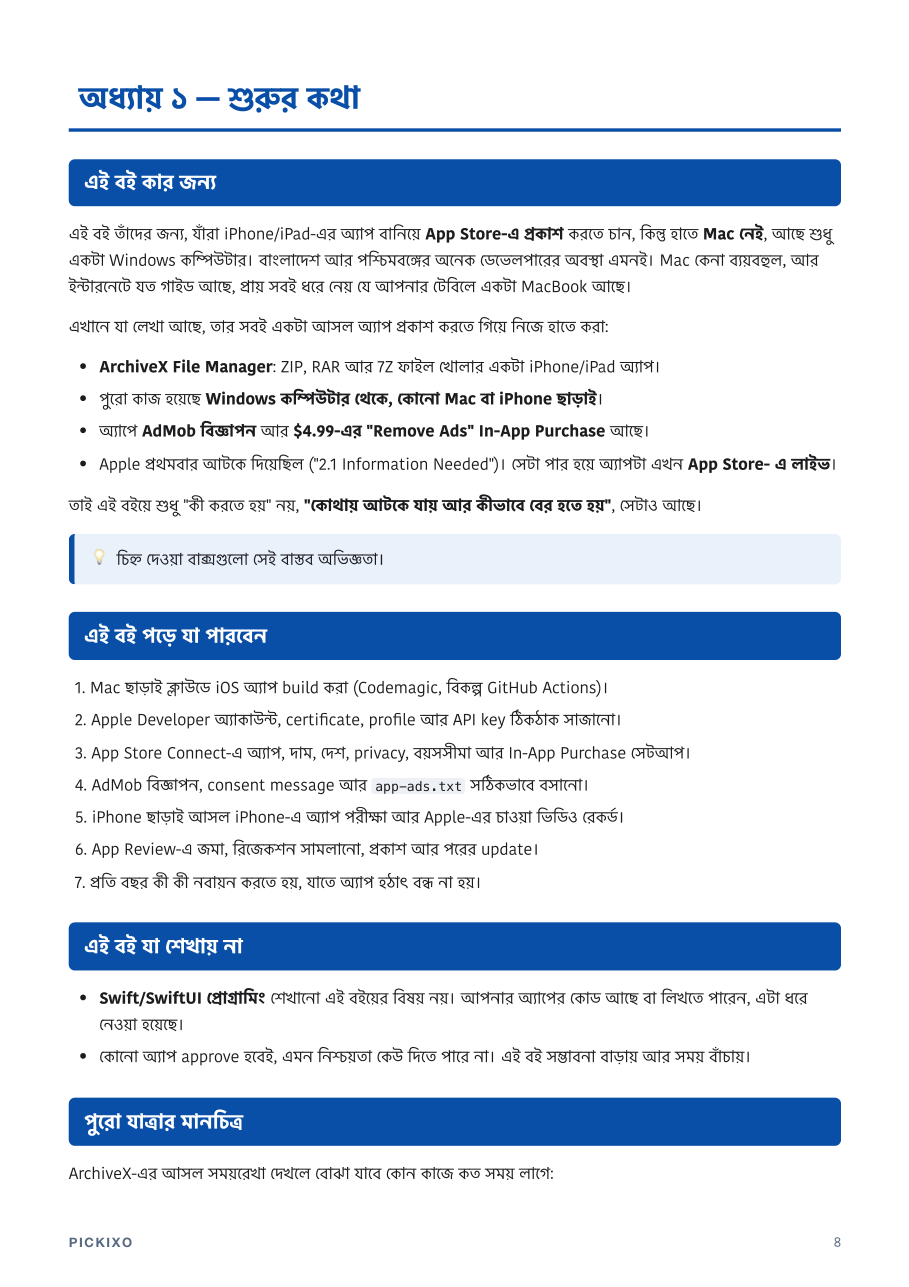 অধ্যায় ১ — শুরুর কথা
এই বই কার জন্য
এই বই তাঁদের জন্য, যাঁরা iPhone/iPad-এর অ্যাপ বানিয়ে App Store-এ প্রকাশ করতে চান, কিন্তু হাতে Mac নেই, আছে শুধু
একটা Windows কম্পিউটার। বাংলাদেশ আর পশ্চিমবঙ্গের অনেক ডেভেলপারের অবস্থা এমনই। Mac কেনা ব্যয়বহুল, আর
ইন্টারনেটে যত গাইড আছে, প্রায় সবই ধরে নেয় যে আপনার টেবিলে একটা MacBook আছে।
এখানে যা লেখা আছে, তার সবই একটা আসল অ্যাপ প্রকাশ করতে গিয়ে নিজে হাতে করা:
• ArchiveX File Manager: ZIP, RAR আর 7Z ফাইল খোলার একটা iPhone/iPad অ্যাপ।
• পুরো কাজ হয়েছে Windows কম্পিউটার থেকে, কোনো Mac বা iPhone ছাড়াই।
• অ্যাপে AdMob বিজ্ঞাপন আর $4.99-এর "Remove Ads" In-App Purchase আছে।
• Apple প্রথমবার আটকে দিয়েছিল ("2.1 Information Needed")। সেটা পার হয়ে অ্যাপটা এখন App Store- এ লাইভ।
তাই এই বইয়ে শুধু "কী করতে হয়" নয়, "কোথায় আটকে যায় আর কীভাবে বের হতে হয়", সেটাও আছে।
💡 চিহ্ন দেওয়া বাক্সগুলো সেই বাস্তব অভিজ্ঞতা।
এই বই পড়ে যা পারবেন
1. Mac ছাড়াই ক্লাউডে iOS অ্যাপ build করা (Codemagic, বিকল্প GitHub Actions)।
2. Apple Developer অ্যাকাউন্ট, certificate, profile আর API key ঠিকঠাক সাজানো।
3. App Store Connect-এ অ্যাপ, দাম, দেশ, privacy, বয়সসীমা আর In-App Purchase সেটআপ।
4. AdMob বিজ্ঞাপন, consent message আর app-ads.txt সঠিকভাবে বসানো।
5. iPhone ছাড়াই আসল iPhone-এ অ্যাপ পরীক্ষা আর Apple-এর চাওয়া ভিডিও রেকর্ড।
6. App Review-এ জমা, রিজেকশন সামলানো, প্রকাশ আর পরের update।
7. প্রতি বছর কী কী নবায়ন করতে হয়, যাতে অ্যাপ হঠাৎ বন্ধ না হয়।
এই বই যা শেখায় না
• Swift/SwiftUI প্রোগ্রামিং শেখানো এই বইয়ের বিষয় নয়। আপনার অ্যাপের কোড আছে বা লিখতে পারেন, এটা ধরে
নেওয়া হয়েছে।
• কোনো অ্যাপ approve হবেই, এমন নিশ্চয়তা কেউ দিতে পারে না। এই বই সম্ভাবনা বাড়ায় আর সময় বাঁচায়।
পুরো যাত্রার মানচিত্র
ArchiveX-এর আসল সময়রেখা দেখলে বোঝা যাবে কোন কাজে কত সময় লাগে:
PICKIXO 8